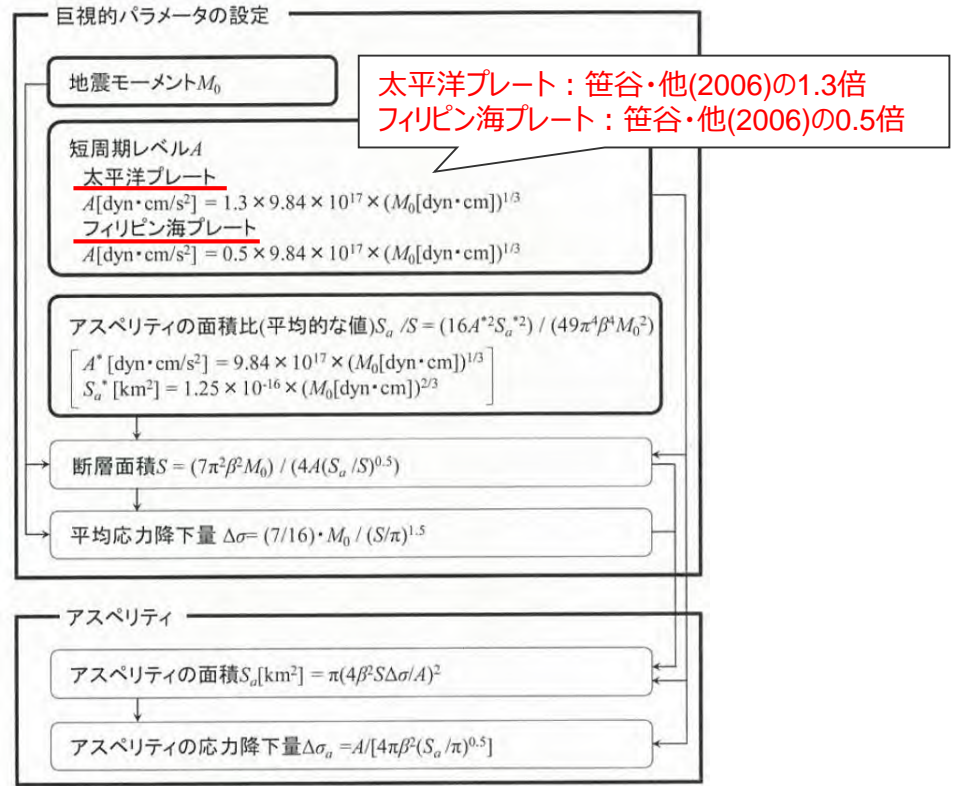 巨視的パラメータの設定
地震モーメントM₀
太平洋プレート：笹谷・他(2006)の1.3倍
フィリピン海プレート：笹谷・他(2006)の0.5倍
短周期レベルA
太平洋プレート
A[dyn・cm/s²] = 1.3 × 9.84 × 10¹⁷ × (M₀[dyn・cm])¹ᐟ³
フィリピン海プレート
A[dyn・cm/s²] = 0.5 × 9.84 × 10¹⁷ × (M₀[dyn・cm])¹ᐟ³
アスペリティの面積比(平均的な値)Sₐ /S = (16A*²Sₐ*²) / (49π⁴β⁴M₀²)
A* [dyn・cm/s²] = 9.84 × 10¹⁷ × (M₀[dyn・cm])¹ᐟ³
Sₐ* [km²] = 1.25 × 10⁻¹⁶ × (M₀[dyn・cm])²ᐟ³
断層面積S = (7π²β²M₀) / (4A(Sₐ /S)⁰·⁵)
平均応力降下量 Δσ= (7/16)・M₀ / (S/π)¹·⁵
アスペリティ
アスペリティの面積Sₐ[km²] = π(4β²SΔσ/A)²
アスペリティの応力降下量Δσₐ =A/[4πβ²(Sₐ /π)⁰·⁵]